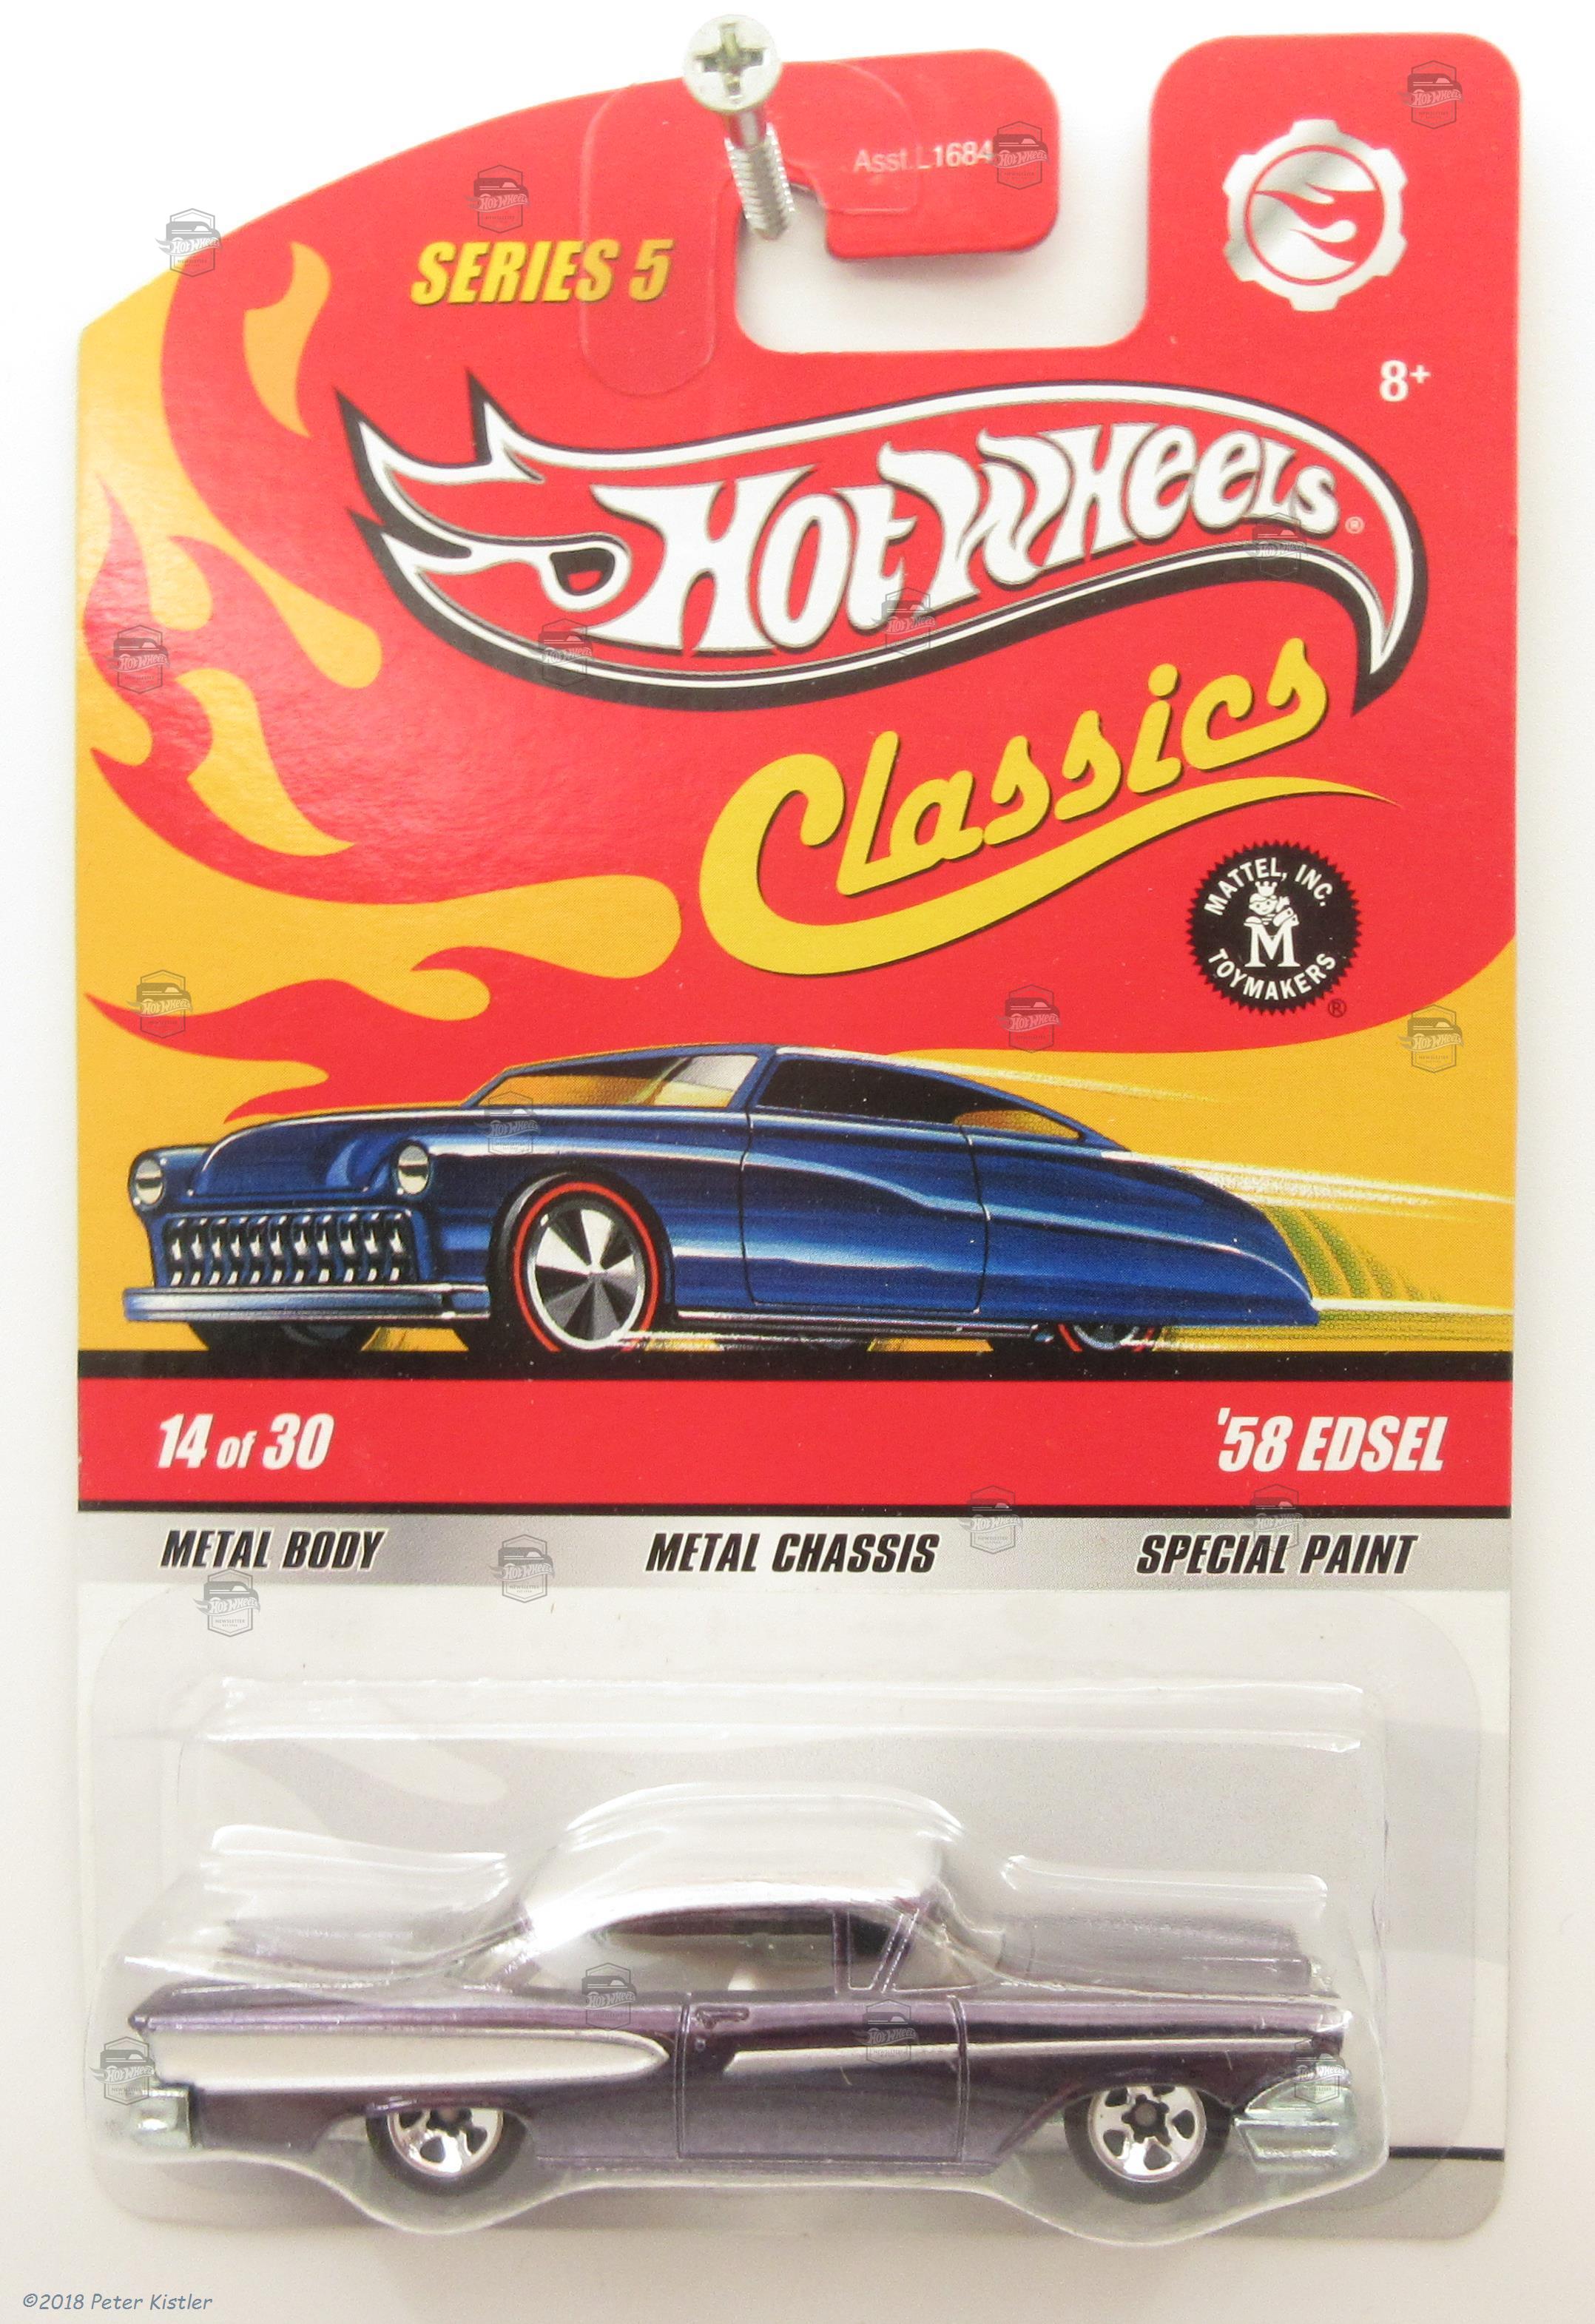 Asst. L1684
SERIES 5
8+
HOT WHEELS®
Classics
MATTEL, INC.
M
TOYMAKERS
®
14 of 30
'58 EDSEL
METAL BODY
METAL CHASSIS
SPECIAL PAINT
©2018 Peter Kistler